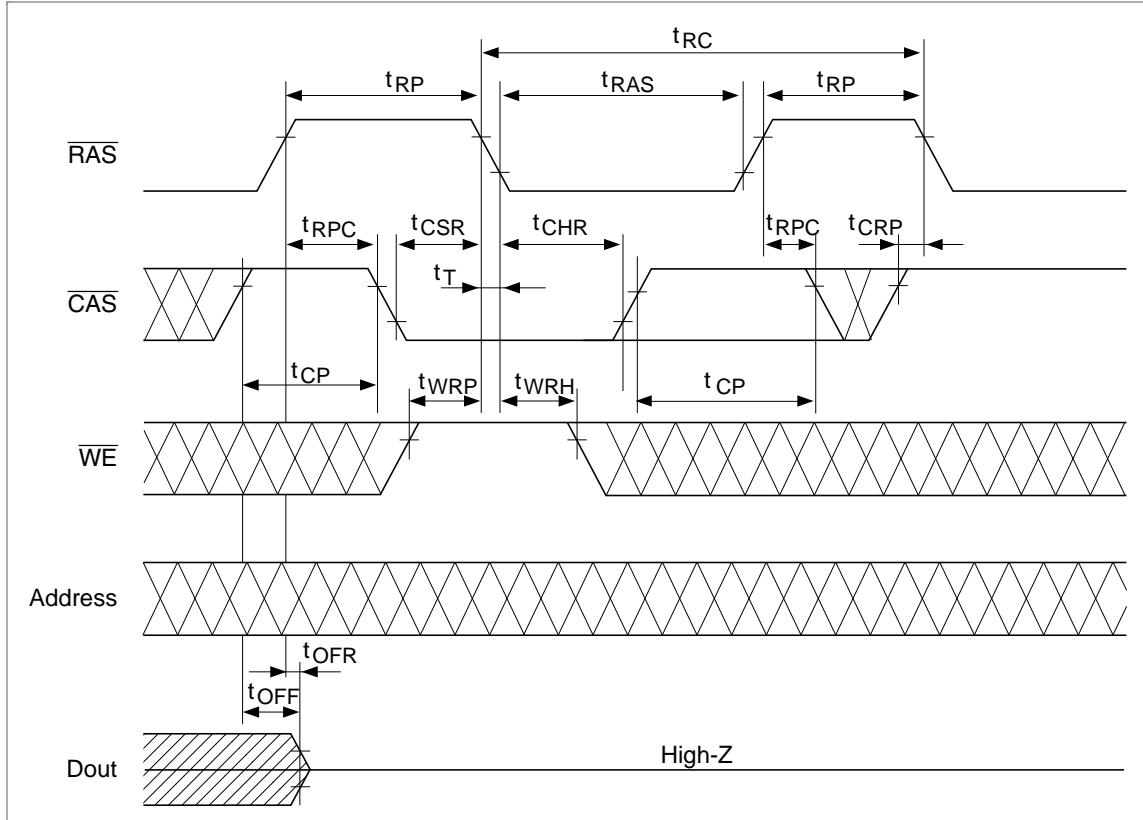 tRC
tRP
tRAS
tRP
RAS
tRPC
tCSR
tCHR
tRPC
tCRP
tT
CAS
tCP
tWRP
tWRH
tCP
WE
Address
tOFR
tOFF
Dout
High-Z